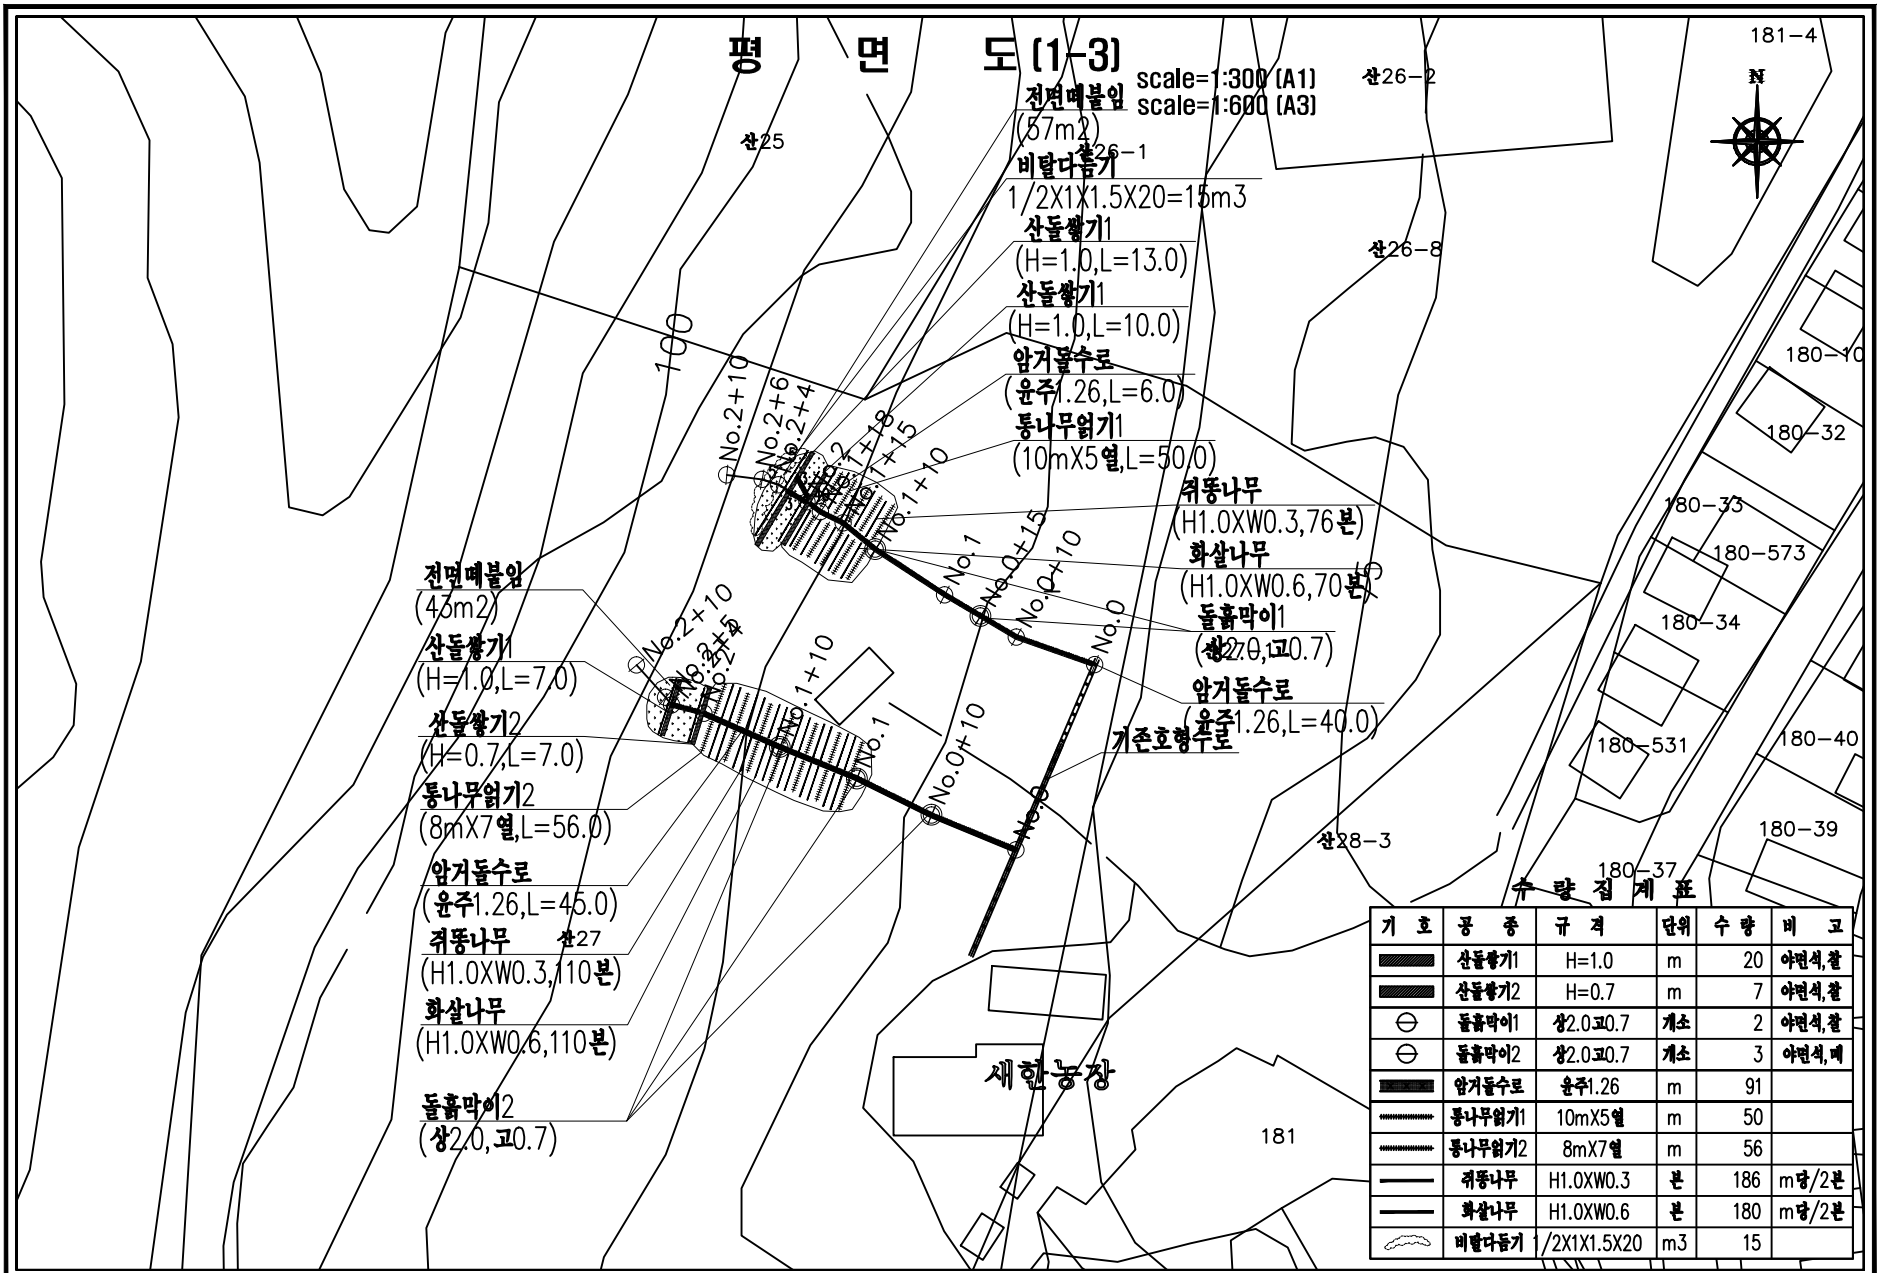 평 면 도 (1-3)
scale=1:300 (A1)
scale=1:600 (A3)
N
181-4
산26-2
산25
산26-1
산26-8
100
전면떼붙임
(57m2)
비탈다듬기
1/2X1X1.5X20=15m3
산돌쌓기1
(H=1.0,L=13.0)
산돌쌓기1
(H=1.0,L=10.0)
암거돌수로
(윤주1.26,L=6.0)
통나무얽기1
(10mX5열,L=50.0)
쥐똥나무
(H1.0XW0.3,76본)
화살나무
(H1.0XW0.6,70본)
돌흙막이1
(상2.0,고0.7)
암거돌수로
(윤주1.26,L=40.0)
기존호형수로
No.2+10
No.2+6
No.2+4
No.2
No.1+18
No.1+15
No.1+10
No.1
No.0+15
No.0+10
No.0
전면떼붙임
(43m2)
산돌쌓기1
(H=1.0,L=7.0)
산돌쌓기2
(H=0.7,L=7.0)
통나무얽기2
(8mX7열,L=56.0)
암거돌수로
(윤주1.26,L=45.0)
쥐똥나무
산27
(H1.0XW0.3,110본)
화살나무
(H1.0XW0.6,110본)
돌흙막이2
(상2.0,고0.7)
No.2+10
No.2+5
No.2+4
No.1+10
No.1
No.0+10
No.0
180-10
180-32
180-33
180-573
180-34
180-531
180-40
180-39
180-37
산28-3
181
새한농장
수 량 집 계 표
기 호 공 종 규 격 단위 수 량 비 고
산돌쌓기1 H=1.0 m 20 야면석,찰
산돌쌓기2 H=0.7 m 7 야면석,찰
돌흙막이1 상2.0고0.7 개소 2 야면석,찰
돌흙막이2 상2.0고0.7 개소 3 야면석,메
암거돌수로 윤주1.26 m 91
통나무얽기1 10mX5열 m 50
통나무얽기2 8mX7열 m 56
쥐똥나무 H1.0XW0.3 본 186 m당/2본
화살나무 H1.0XW0.6 본 180 m당/2본
비탈다듬기 1/2X1X1.5X20 m3 15